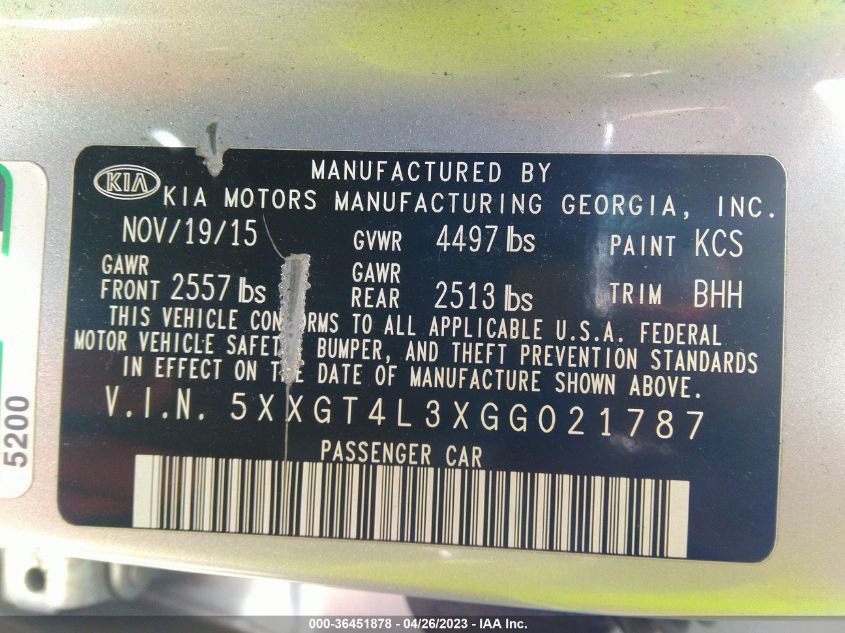 MANUFACTURED BY
KIA KIA MOTORS MANUFACTURING GEORGIA, INC.
NOV/19/15 GVWR 4497 lbs PAINT KCS
GAWR FRONT 2557 lbs GAWR REAR 2513 lbs TRIM BHH
THIS VEHICLE CON RMS TO ALL APPLICABLE U.S.A. FEDERAL
MOTOR VEHICLE SAFET BUMPER, AND THEFT PREVENTION STANDARDS
IN EFFECT ON THE DATE OF MANUFACTURE SHOWN ABOVE.
V.I.N. 5XXGT4L3XGG021787
PASSENGER CAR
5200
000-36451878 - 04/26/2023 - IAA Inc.